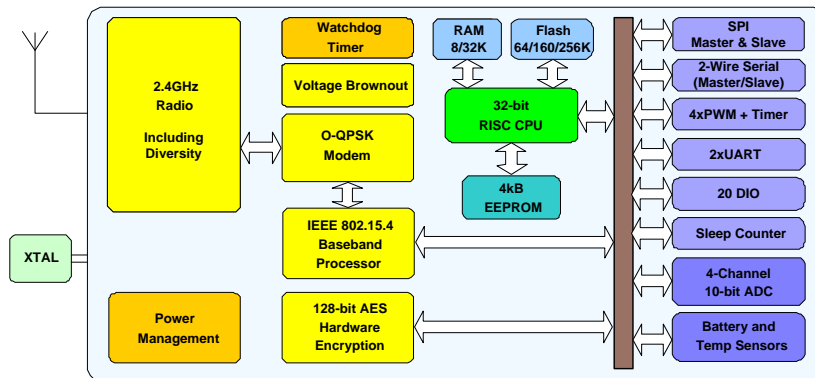 2.4GHz
Radio
Including
Diversity
XTAL
Power
Management
Watchdog
Timer
Voltage Brownout
O-QPSK
Modem
IEEE 802.15.4
Baseband
Processor
128-bit AES
Hardware
Encryption
RAM
8/32K
Flash
64/160/256K
32-bit
RISC CPU
4kB
EEPROM
SPI
Master & Slave
2-Wire Serial
(Master/Slave)
4xPWM + Timer
2xUART
20 DIO
Sleep Counter
4-Channel
10-bit ADC
Battery and
Temp Sensors